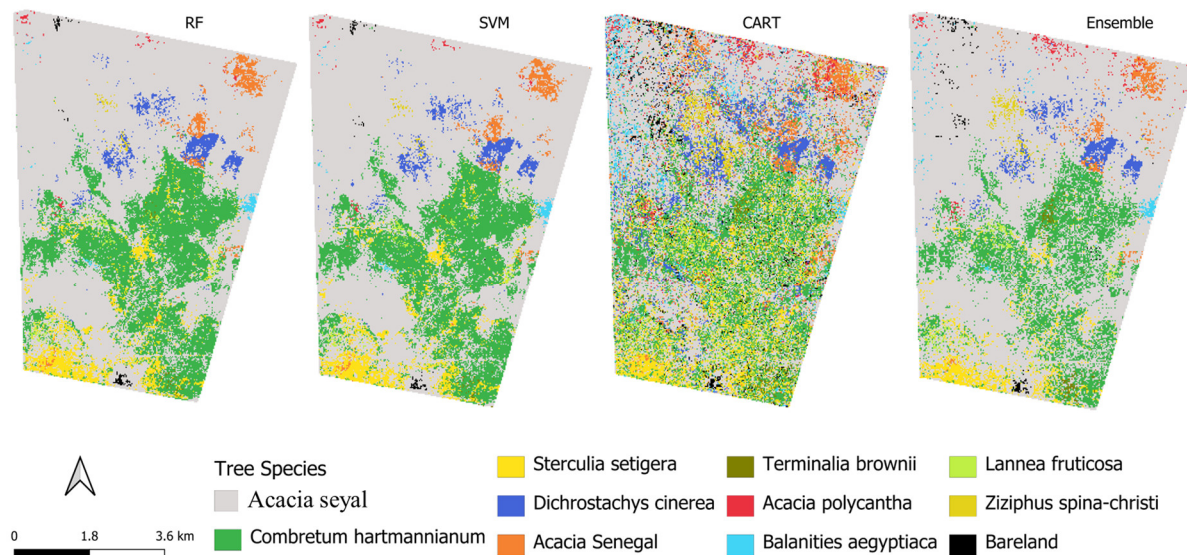 RF SVM CART Ensemble
Tree Species
Acacia seyal
Combretum hartmannianum
Sterculia setigera
Dichrostachys cinerea
Acacia Senegal
Terminalia brownii
Acacia polycantha
Balanities aegyptiaca
Lannea fruticosa
Ziziphus spina-christi
Bareland
0 1.8 3.6 km